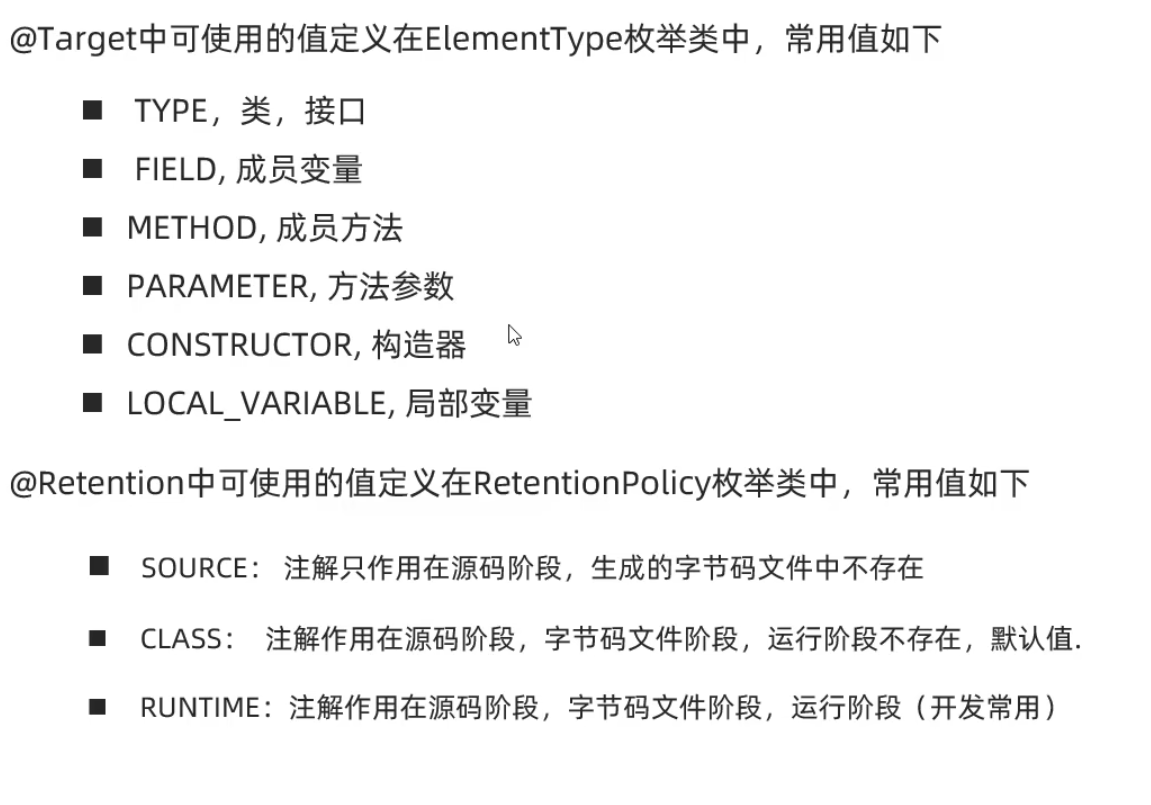 @Target中可使用的值定义在ElementType枚举类中，常用值如下
■ TYPE，类，接口
■ FIELD, 成员变量
■ METHOD, 成员方法
■ PARAMETER, 方法参数
■ CONSTRUCTOR, 构造器
■ LOCAL_VARIABLE, 局部变量
@Retention中可使用的值定义在RetentionPolicy枚举类中，常用值如下
■ SOURCE： 注解只作用在源码阶段，生成的字节码文件中不存在
■ CLASS： 注解作用在源码阶段，字节码文件阶段，运行阶段不存在，默认值.
■ RUNTIME：注解作用在源码阶段，字节码文件阶段，运行阶段（开发常用）